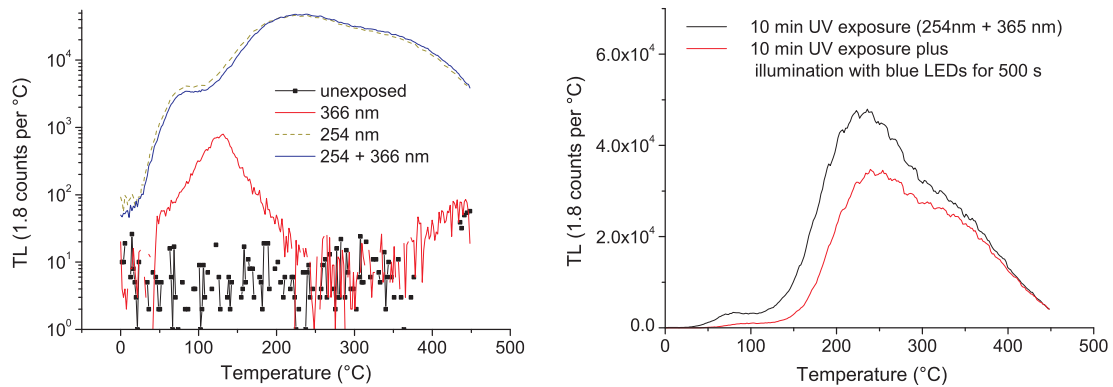 TL (1.8 counts per °C)
10⁴
10³
10²
10¹
10⁰
unexposed
366 nm
254 nm
254 + 366 nm
0 100 200 300 400 500
Temperature (°C)
TL (1.8 counts per °C)
6.0x10⁴
4.0x10⁴
2.0x10⁴
0.0
10 min UV exposure (254nm + 365 nm)
10 min UV exposure plus
illumination with blue LEDs for 500 s
0 100 200 300 400 500
Temperature (°C)